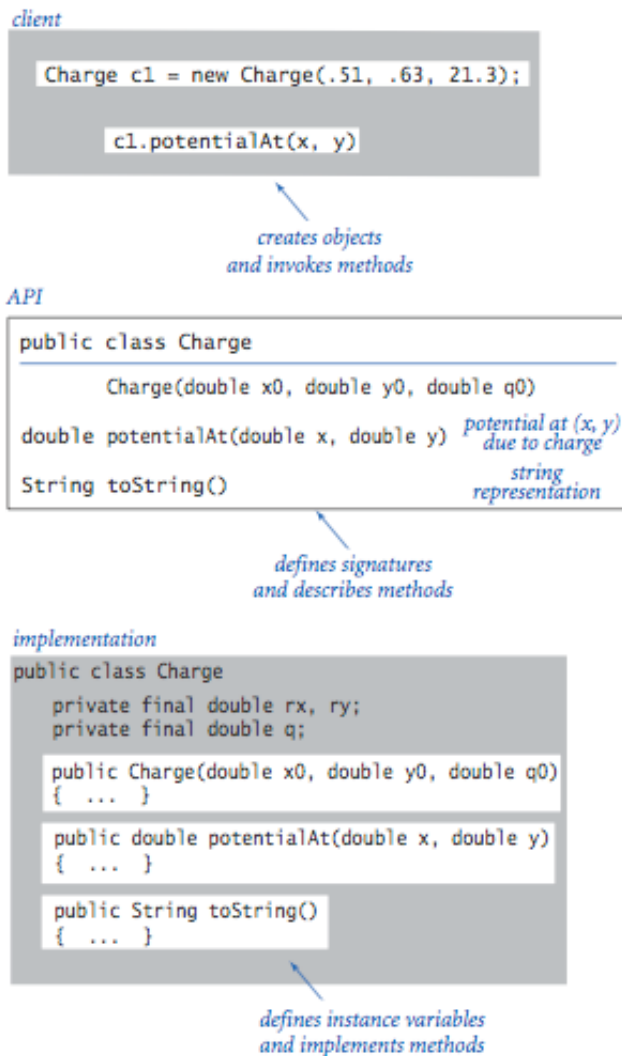 client
Charge c1 = new Charge(.51, .63, 21.3);
c1.potentialAt(x, y)
creates objects
and invokes methods
API
public class Charge
Charge(double x0, double y0, double q0)
double potentialAt(double x, double y) potential at (x, y)
due to charge
String toString() string
representation
defines signatures
and describes methods
implementation
public class Charge
private final double rx, ry;
private final double q;
public Charge(double x0, double y0, double q0)
{ ... }
public double potentialAt(double x, double y)
{ ... }
public String toString()
{ ... }
defines instance variables
and implements methods